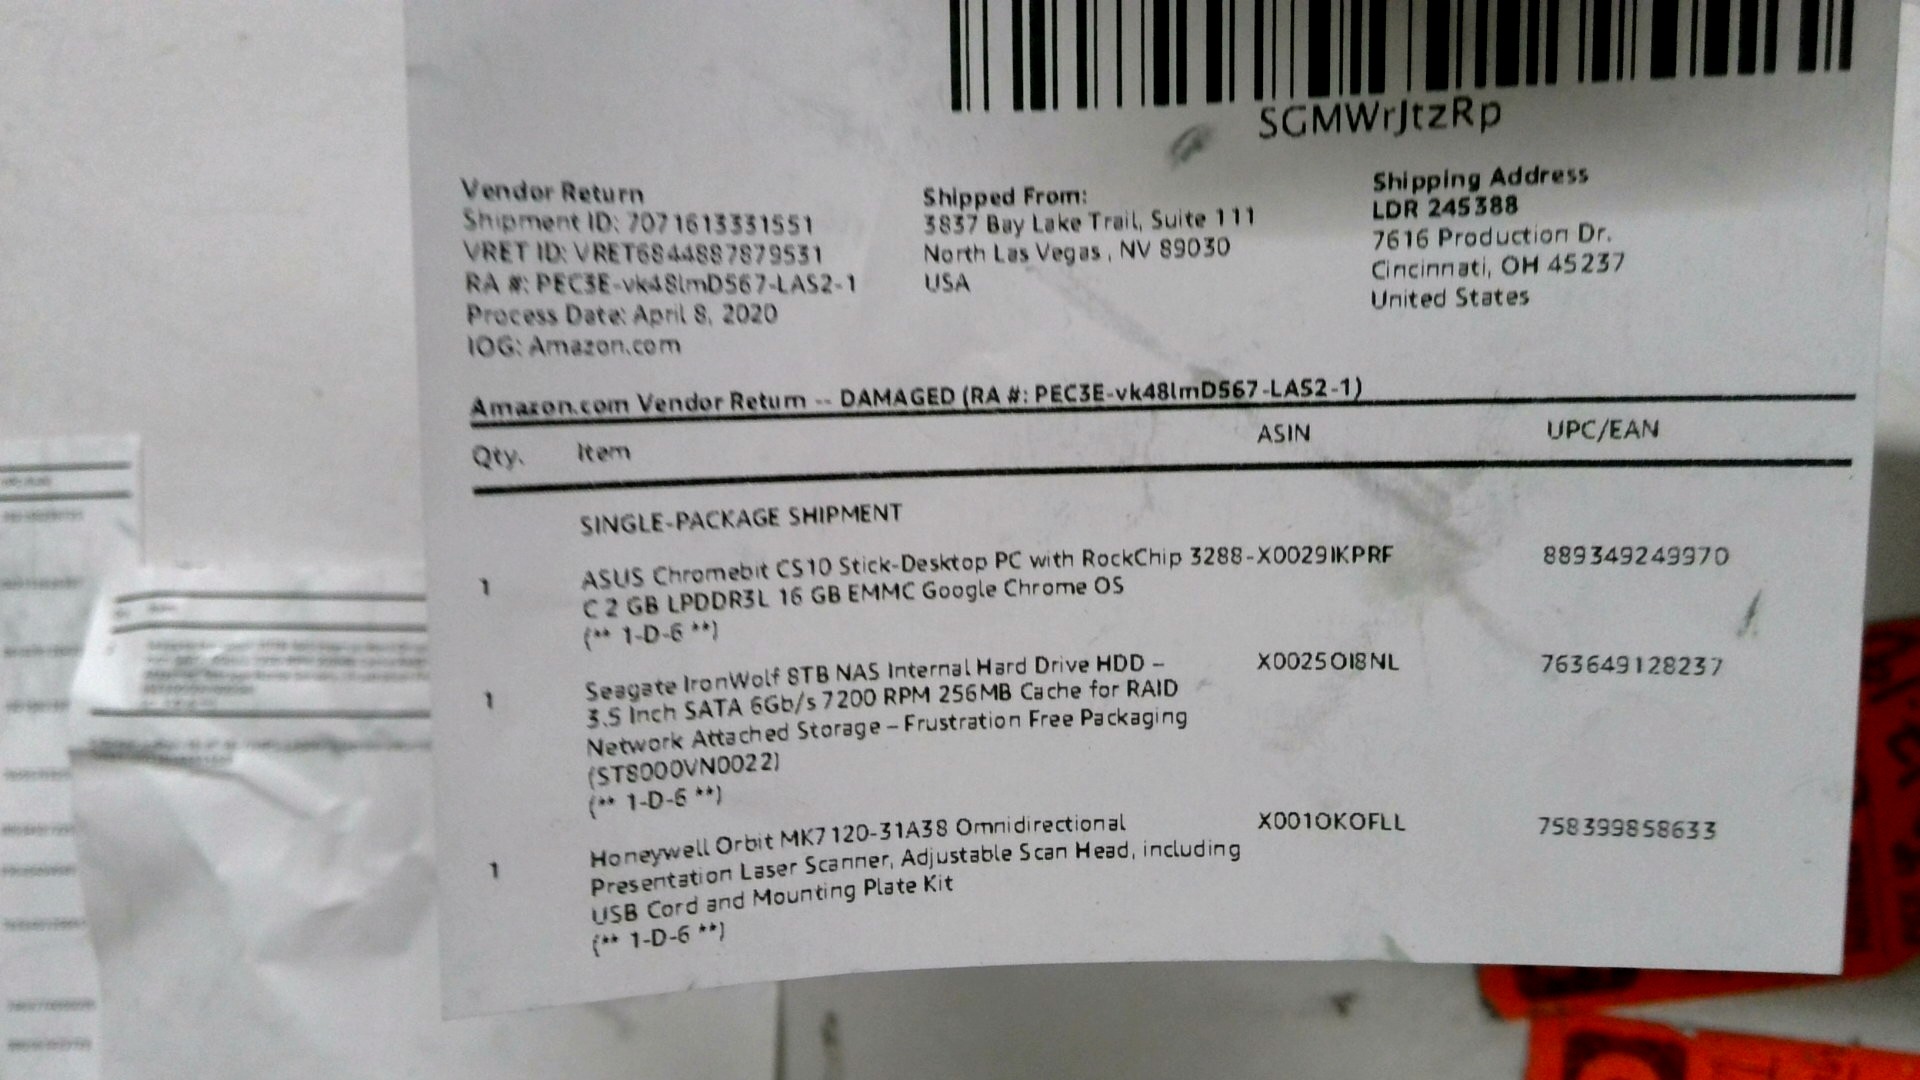 SGMWrJtzRp
Vendor Return
Shipment ID: 7071613331551
VRET ID: VRET6844887879531
RA #: PEC3E-vk48lmD567-LAS2-1
Process Date: April 8, 2020
IOG: Amazon.com
Shipped From:
3837 Bay Lake Trail, Suite 111
North Las Vegas , NV 89030
USA
Shipping Address
LDR 245388
7616 Production Dr.
Cincinnati, OH 45237
United States
Amazon.com Vendor Return -- DAMAGED (RA #: PEC3E-vk48lmD567-LAS2-1)
Qty. Item ASIN UPC/EAN
SINGLE-PACKAGE SHIPMENT
1 ASUS Chromebit CS10 Stick-Desktop PC with RockChip 3288-X0029IKPRF 889349249970
C 2 GB LPDDR3L 16 GB EMMC Google Chrome OS
(** 1-D-6 **)
1 Seagate IronWolf 8TB NAS Internal Hard Drive HDD – X0025OI8NL 763649128237
3.5 Inch SATA 6Gb/s 7200 RPM 256MB Cache for RAID
Network Attached Storage – Frustration Free Packaging
(ST8000VN0022)
(** 1-D-6 **)
1 Honeywell Orbit MK7120-31A38 Omnidirectional X001OKOFLL 758399858633
Presentation Laser Scanner, Adjustable Scan Head, including
USB Cord and Mounting Plate Kit
(** 1-D-6 **)